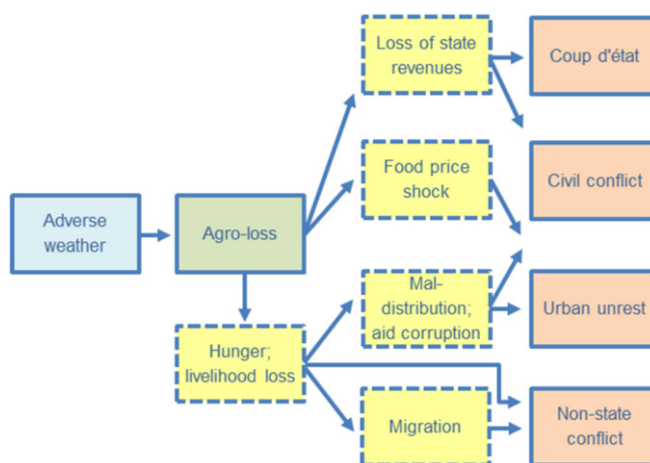 Loss of state
revenues
Coup d'état
Food price
shock
Civil conflict
Adverse
weather
Agro-loss
Mal-
distribution;
aid corruption
Urban unrest
Hunger;
livelihood loss
Migration
Non-state
conflict